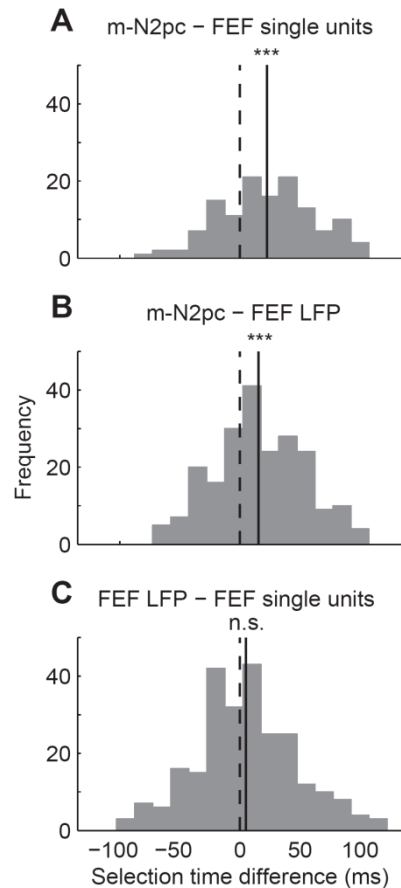 A
m-N2pc – FEF single units
***
40
20
0
B
m-N2pc – FEF LFP
***
40
20
0
Frequency
C
FEF LFP – FEF single units
n.s.
40
20
0
−100 −50 0 50 100
Selection time difference (ms)